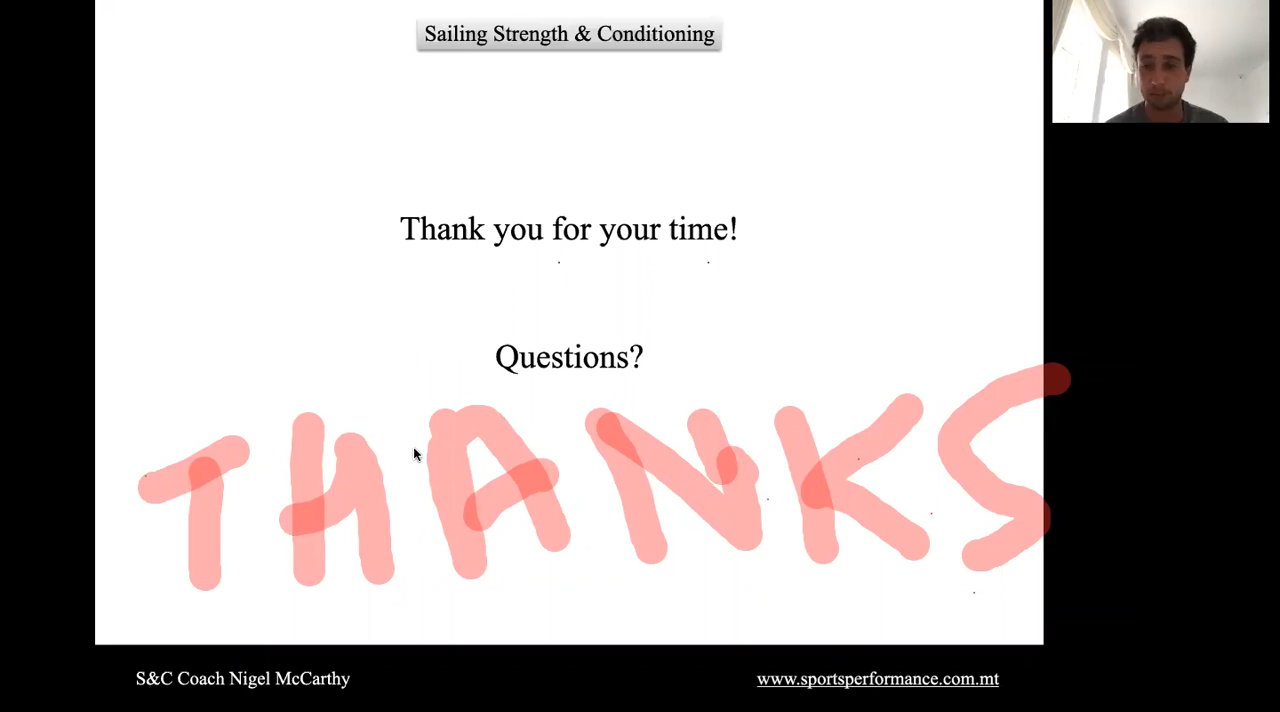 Sailing Strength & Conditioning
Thank you for your time!
Questions?
THANKS
S&C Coach Nigel McCarthy
www.sportsperformance.com.mt